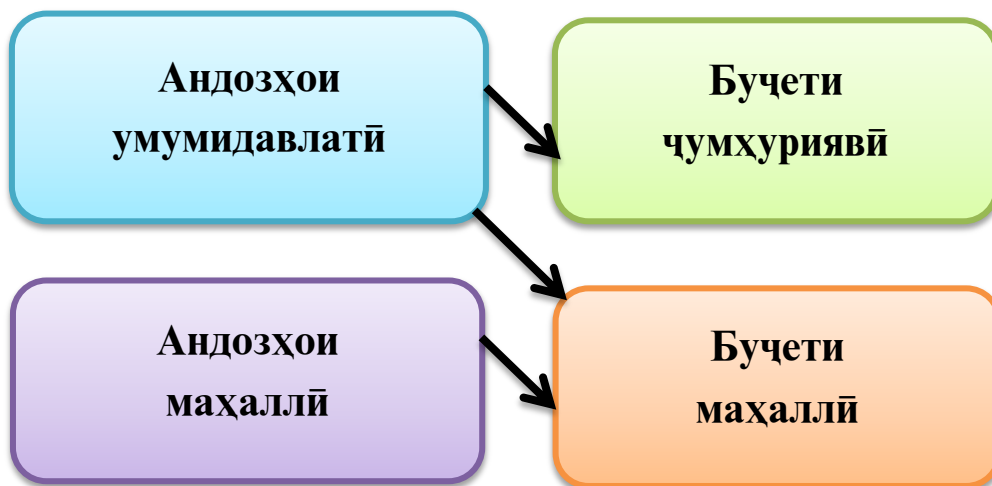 Андозҳои
умумидавлатӣ
Буҷети
ҷумҳуриявӣ
Андозҳои
маҳаллӣ
Буҷети
маҳаллӣ